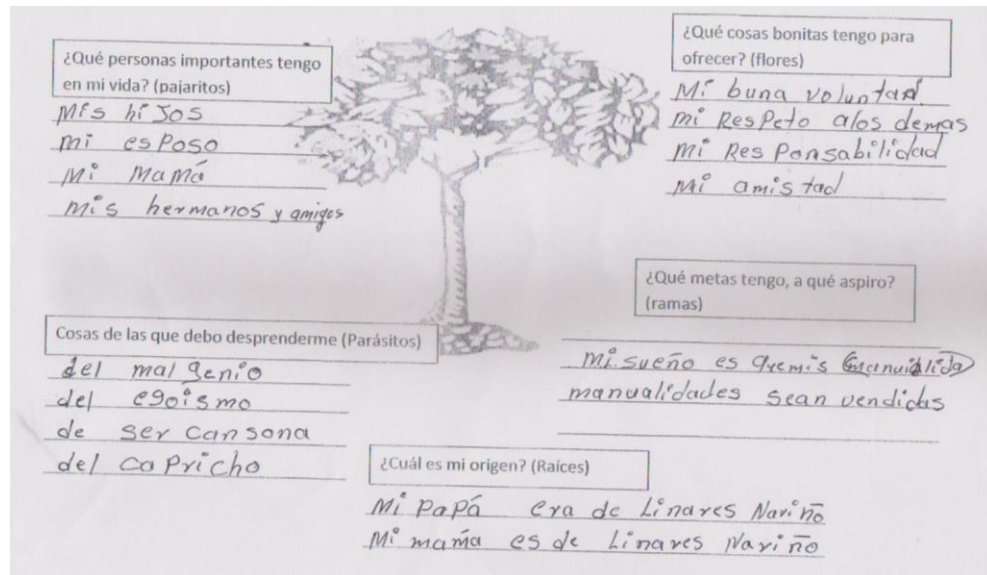 ¿Qué personas importantes tengo
en mi vida? (pajaritos)
Mis hiJos
mi esPoso
Mi Mamá
Mis hermanos y amigos
¿Qué cosas bonitas tengo para
ofrecer? (flores)
Mi buna voluntad
mi ResPeto alos demas
mi ResPonsabilidad
Mi amistad
¿Qué metas tengo, a qué aspiro?
(ramas)
Mi sueño es quemis
manualidades sean vendidas
Cosas de las que debo desprenderme (Parásitos)
del mal genio
del egoismo
de ser cansona
del caPricho
¿Cuál es mi origen? (Raíces)
Mi PaPá era de Linares Nariño
Mi mama es de Linares Nariño